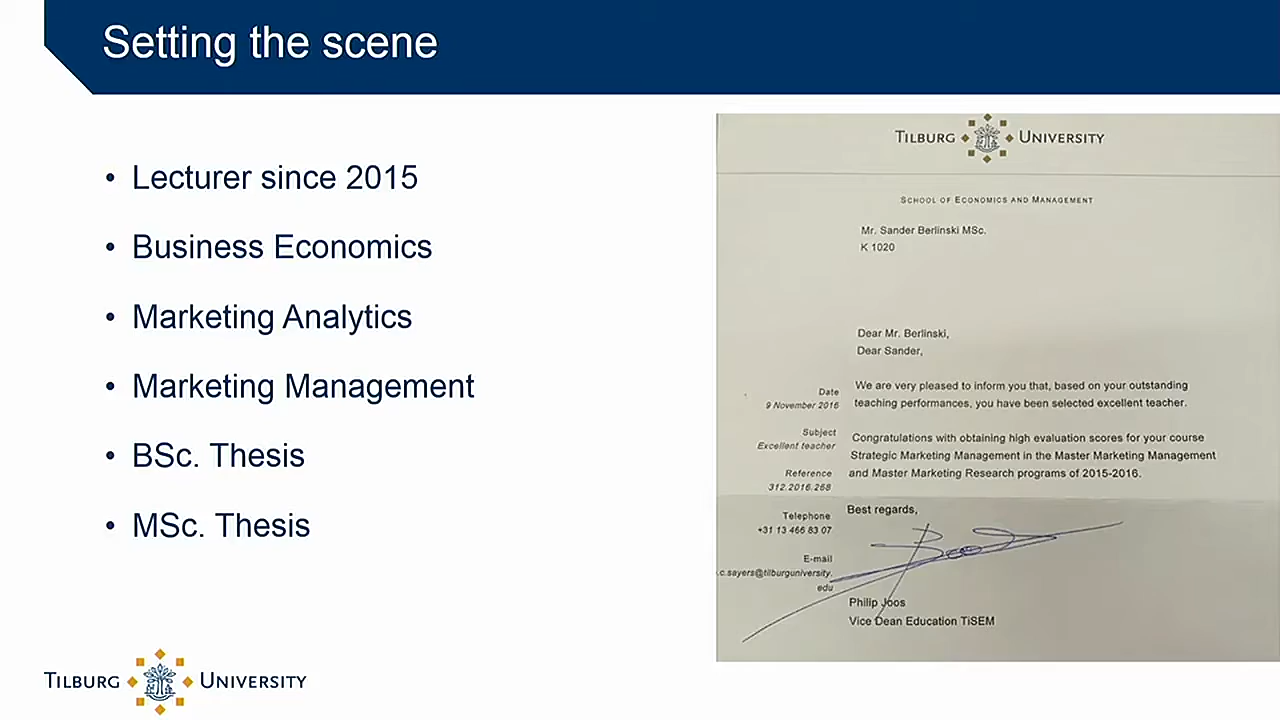 Setting the scene
• Lecturer since 2015
• Business Economics
• Marketing Analytics
• Marketing Management
• BSc. Thesis
• MSc. Thesis
TILBURG UNIVERSITY
TILBURG UNIVERSITY
SCHOOL OF ECONOMICS AND MANAGEMENT
Mr. Sander Berlinski MSc.
K 1020
Dear Mr. Berlinski,
Dear Sander,
Date
9 November 2016
We are very pleased to inform you that, based on your outstanding
teaching performances, you have been selected excellent teacher.
Subject
Excellent teacher
Congratulations with obtaining high evaluation scores for your course
Strategic Marketing Management in the Master Marketing Management
and Master Marketing Research programs of 2015-2016.
Reference
312.2016.268
Best regards,
Telephone
+31 13 466 83 07
E-mail
.c.sayers@tilburguniversity.
edu
Philip Joos
Vice Dean Education TiSEM